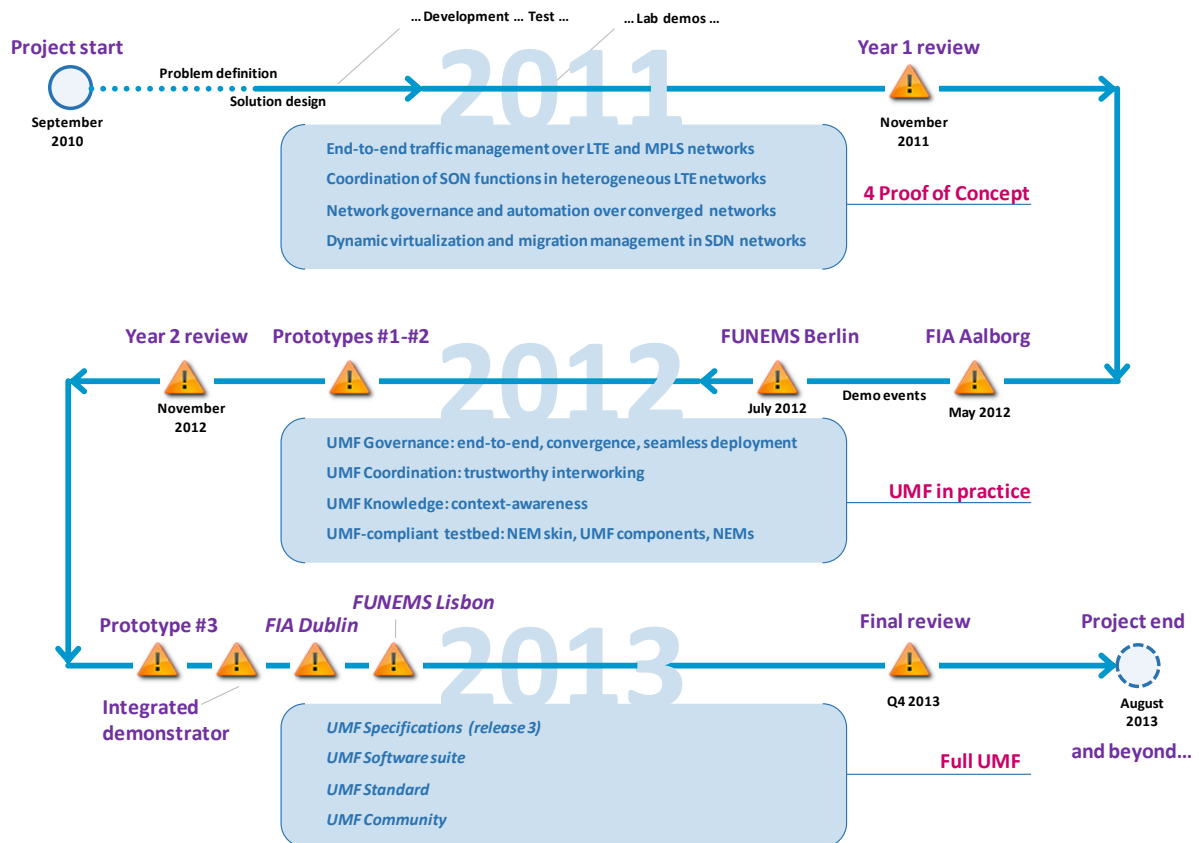 … Development … Test …
… Lab demos …
2011
Project start
Year 1 review
Problem definition
Solution design
September
2010
November
2011
End-to-end traffic management over LTE and MPLS networks
Coordination of SON functions in heterogeneous LTE networks
Network governance and automation over converged networks
Dynamic virtualization and migration management in SDN networks
4 Proof of Concept
2012
Year 2 review
Prototypes #1-#2
FUNEMS Berlin
FIA Aalborg
Demo events
November
2012
July 2012
May 2012
UMF Governance: end-to-end, convergence, seamless deployment
UMF Coordination: trustworthy interworking
UMF Knowledge: context-awareness
UMF-compliant testbed: NEM skin, UMF components, NEMs
UMF in practice
2013
FUNEMS Lisbon
Prototype #3
FIA Dublin
Final review
Project end
Integrated
demonstrator
Q4 2013
August
2013
and beyond…
UMF Specifications (release 3)
UMF Software suite
UMF Standard
UMF Community
Full UMF